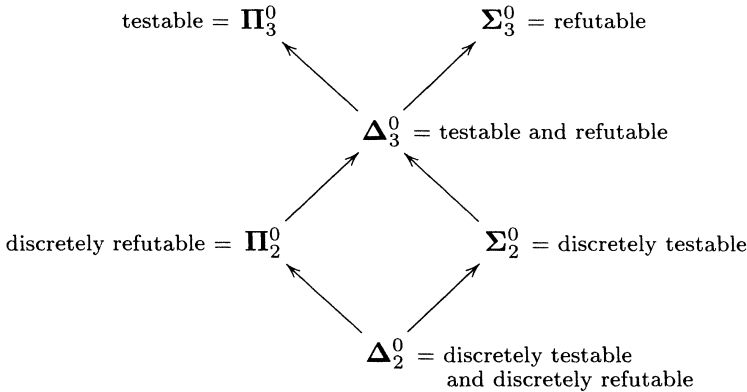 testable = Π⁰₃ Σ⁰₃ = refutable
Δ⁰₃ = testable and refutable
discretely refutable = Π⁰₂ Σ⁰₂ = discretely testable
Δ⁰₂ = discretely testable
and discretely refutable